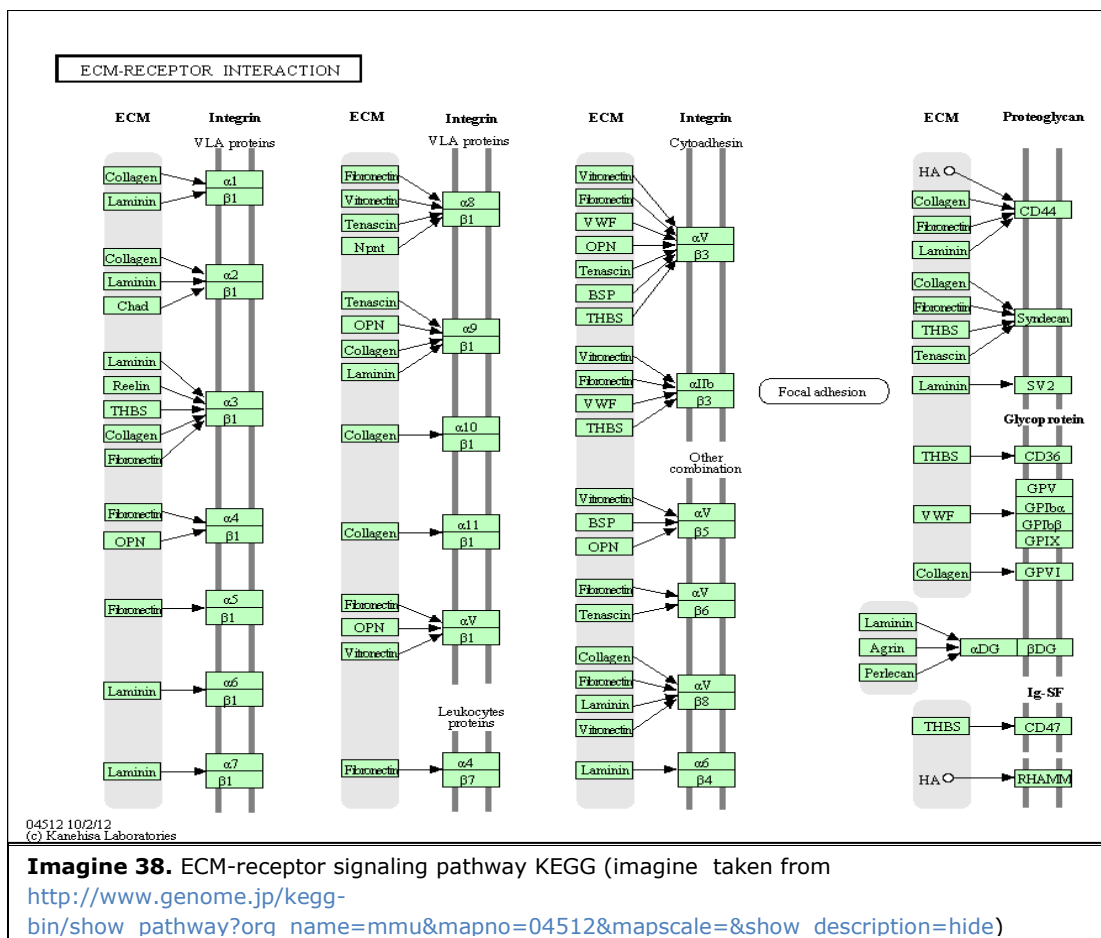 ECM-RECEPTOR INTERACTION
ECM
Integrin
VLA proteins
Collagen
Laminin
α1
β1
Collagen
Laminin
Chad
α2
β1
Laminin
Reelin
THBS
Collagen
Fibronectin
α3
β1
Fibronectin
OPN
α4
β1
Fibronectin
α5
β1
Laminin
α6
β1
Laminin
α7
β1
ECM
Integrin
VLA proteins
Fibronectin
Vitronectin
Tenascin
Npnt
α8
β1
Tenascin
OPN
Collagen
Laminin
α9
β1
Collagen
α10
β1
Collagen
α11
β1
Fibronectin
OPN
Vitronectin
αV
β1
Leukocytes
proteins
Fibronectin
α4
β7
ECM
Integrin
Cytoadhesin
Vitronectin
Fibronectin
VWF
OPN
Tenascin
BSP
THBS
αV
β3
Vitronectin
Fibronectin
VWF
THBS
αIIb
β3
Other
combination
Vitronectin
BSP
OPN
αV
β5
Fibronectin
Tenascin
αV
β6
Collagen
Fibronectin
Laminin
Vitronectin
αV
β8
Laminin
α6
β4
Focal adhesion
ECM
Proteoglycan
HA
Collagen
Fibronectin
Laminin
CD44
Collagen
Fibronectin
THBS
Tenascin
Syndecan
Laminin
SV2
Glycoprotein
THBS
CD36
VWF
GPV
GPIbα
GPIbβ
GPIX
Collagen
GPVI
Laminin
Agrin
Perlecan
αDG
βDG
Ig-SF
THBS
CD47
HA
RHAMM
04512 10/2/12
(c) Kanehisa Laboratories
Imagine 38. ECM-receptor signaling pathway KEGG (imagine taken from
http://www.genome.jp/kegg-
bin/show_pathway?org_name=mmu&mapno=04512&mapscale=&show_description=hide)